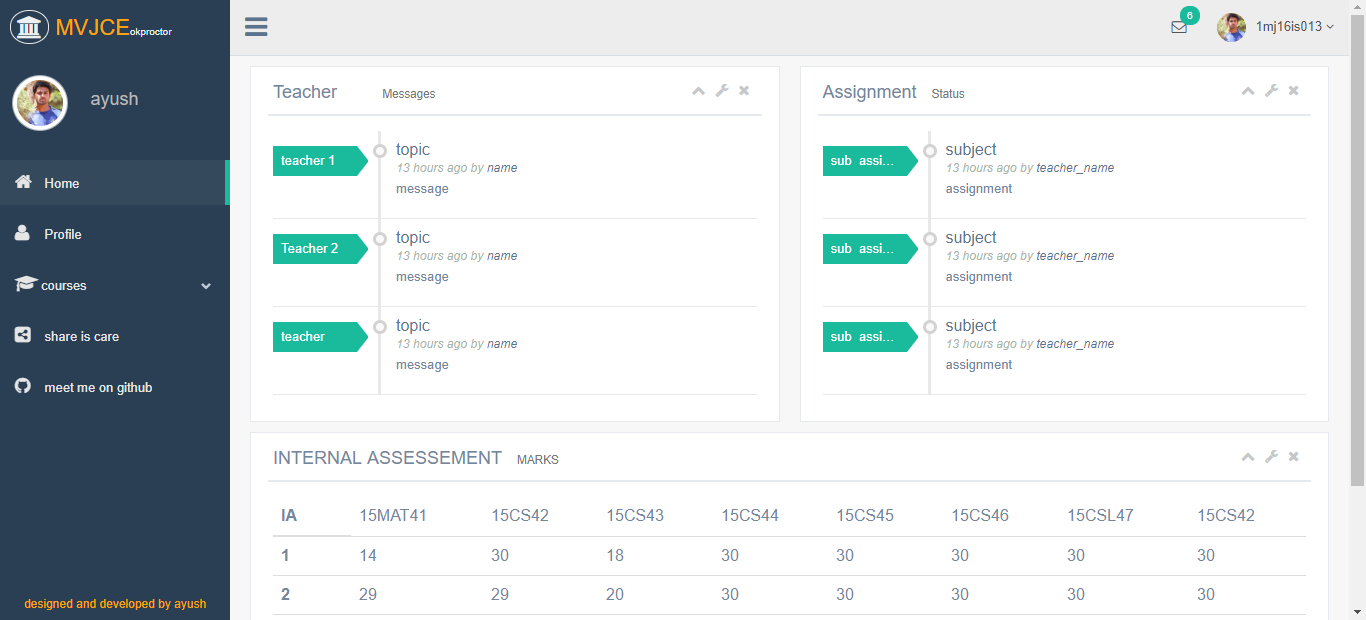 MVJCEokproctor
6
1mj16is013
ayush
Home
Profile
courses
share is care
meet me on github
designed and developed by ayush
Teacher Messages
teacher 1
topic
13 hours ago by name
message
Teacher 2
topic
13 hours ago by name
message
teacher
topic
13 hours ago by name
message
Assignment Status
sub assi...
subject
13 hours ago by teacher_name
assignment
sub assi...
subject
13 hours ago by teacher_name
assignment
sub assi...
subject
13 hours ago by teacher_name
assignment
INTERNAL ASSESSEMENT MARKS
IA 15MAT41 15CS42 15CS43 15CS44 15CS45 15CS46 15CSL47 15CS42
1 14 30 18 30 30 30 30 30
2 29 29 20 30 30 30 30 30